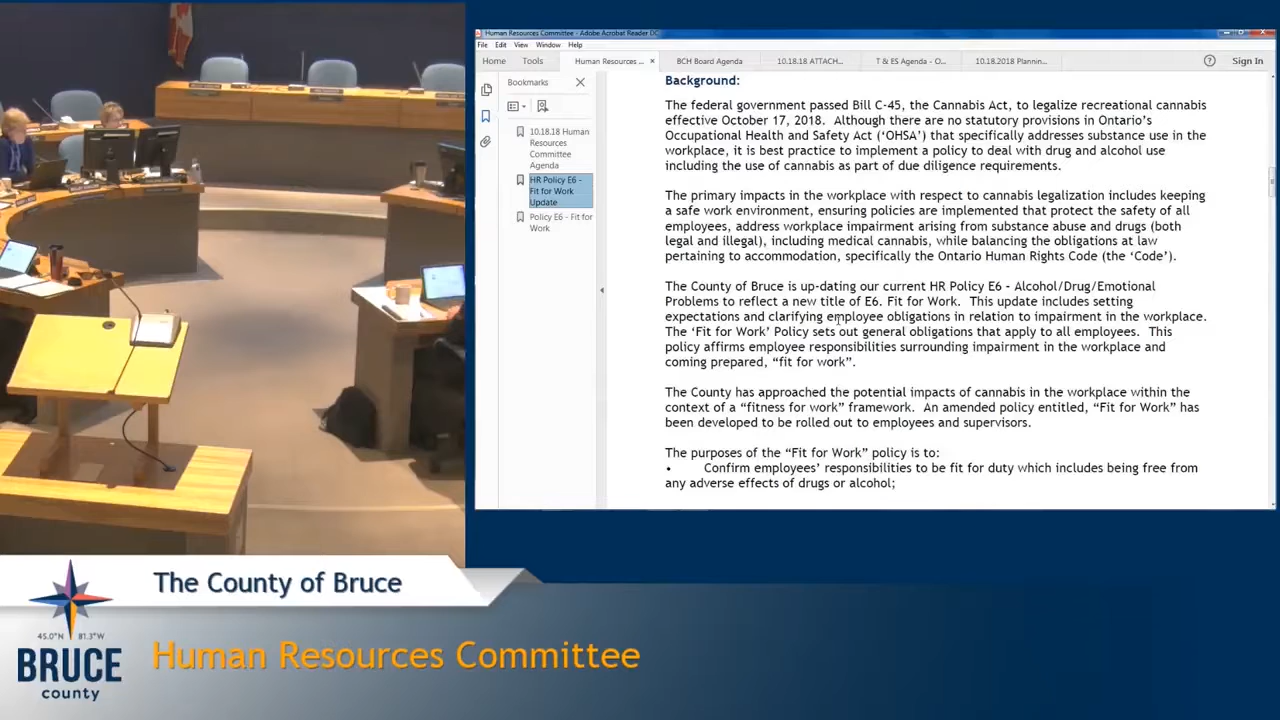 Human Resources Committee - Adobe Acrobat Reader DC
File Edit View Window Help
Home Tools Human Resources ... × BCH Board Agenda 10.18.18 ATTACH... T & ES Agenda - O... 10.18.2018 Plannin... Sign In
Bookmarks
10.18.18 Human
Resources
Committee
Agenda
HR Policy E6 -
Fit for Work
Update
Policy E6 - Fit for
Work
Background:
The federal government passed Bill C-45, the Cannabis Act, to legalize recreational cannabis
effective October 17, 2018. Although there are no statutory provisions in Ontario's
Occupational Health and Safety Act ('OHSA') that specifically addresses substance use in the
workplace, it is best practice to implement a policy to deal with drug and alcohol use
including the use of cannabis as part of due diligence requirements.
The primary impacts in the workplace with respect to cannabis legalization includes keeping
a safe work environment, ensuring policies are implemented that protect the safety of all
employees, address workplace impairment arising from substance abuse and drugs (both
legal and illegal), including medical cannabis, while balancing the obligations at law
pertaining to accommodation, specifically the Ontario Human Rights Code (the 'Code').
The County of Bruce is up-dating our current HR Policy E6 - Alcohol/Drug/Emotional
Problems to reflect a new title of E6. Fit for Work. This update includes setting
expectations and clarifying employee obligations in relation to impairment in the workplace.
The 'Fit for Work' Policy sets out general obligations that apply to all employees. This
policy affirms employee responsibilities surrounding impairment in the workplace and
coming prepared, "fit for work".
The County has approached the potential impacts of cannabis in the workplace within the
context of a "fitness for work" framework. An amended policy entitled, "Fit for Work" has
been developed to be rolled out to employees and supervisors.
The purposes of the "Fit for Work" policy is to:
• Confirm employees' responsibilities to be fit for duty which includes being free from
any adverse effects of drugs or alcohol;
The County of Bruce
Human Resources Committee
45.0°N 81.3°W
BRUCE
county